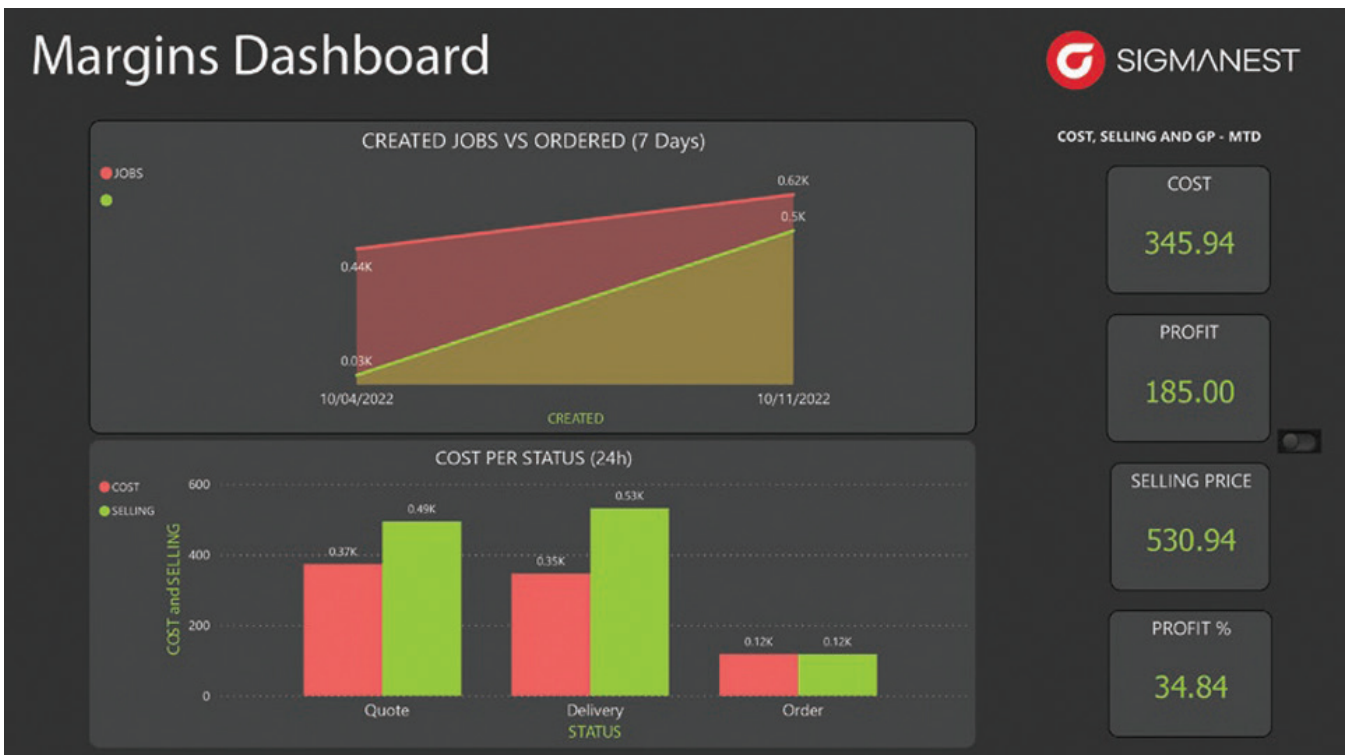 Margins Dashboard
SIGMANEST
CREATED JOBS VS ORDERED (7 Days)
JOBS
0.62K
0.5K
0.44K
0.03K
10/04/2022
10/11/2022
CREATED
COST PER STATUS (24h)
COST
SELLING
COST and SELLING
600
400
200
0
0.37K
0.49K
0.35K
0.53K
0.12K
0.12K
Quote
Delivery
Order
STATUS
COST, SELLING AND GP - MTD
COST
345.94
PROFIT
185.00
SELLING PRICE
530.94
PROFIT %
34.84